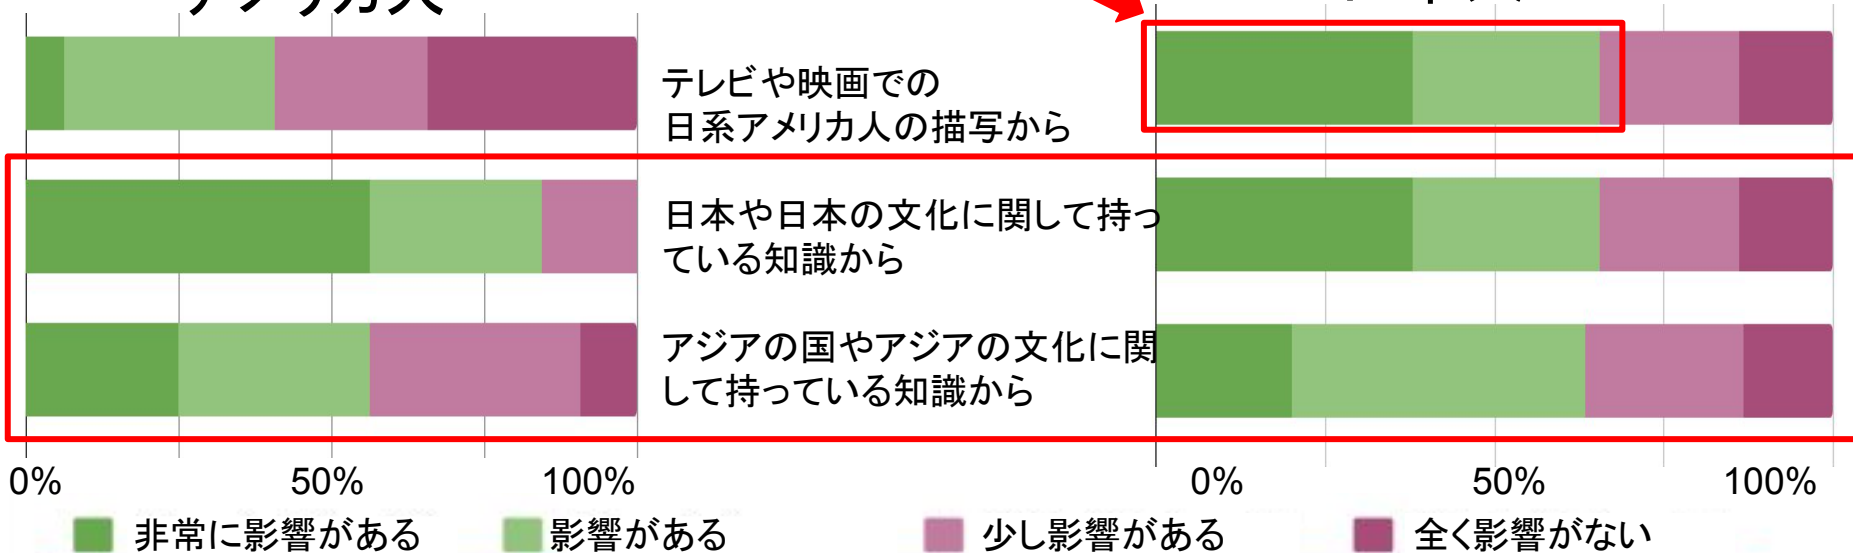 アメリカ人
テレビや映画での
日系アメリカ人の描写から
日本や日本の文化に関して持っ
ている知識から
アジアの国やアジアの文化に関
して持っている知識から
0% 50% 100%
0% 50% 100%
非常に影響がある 影響がある 少し影響がある 全く影響がない